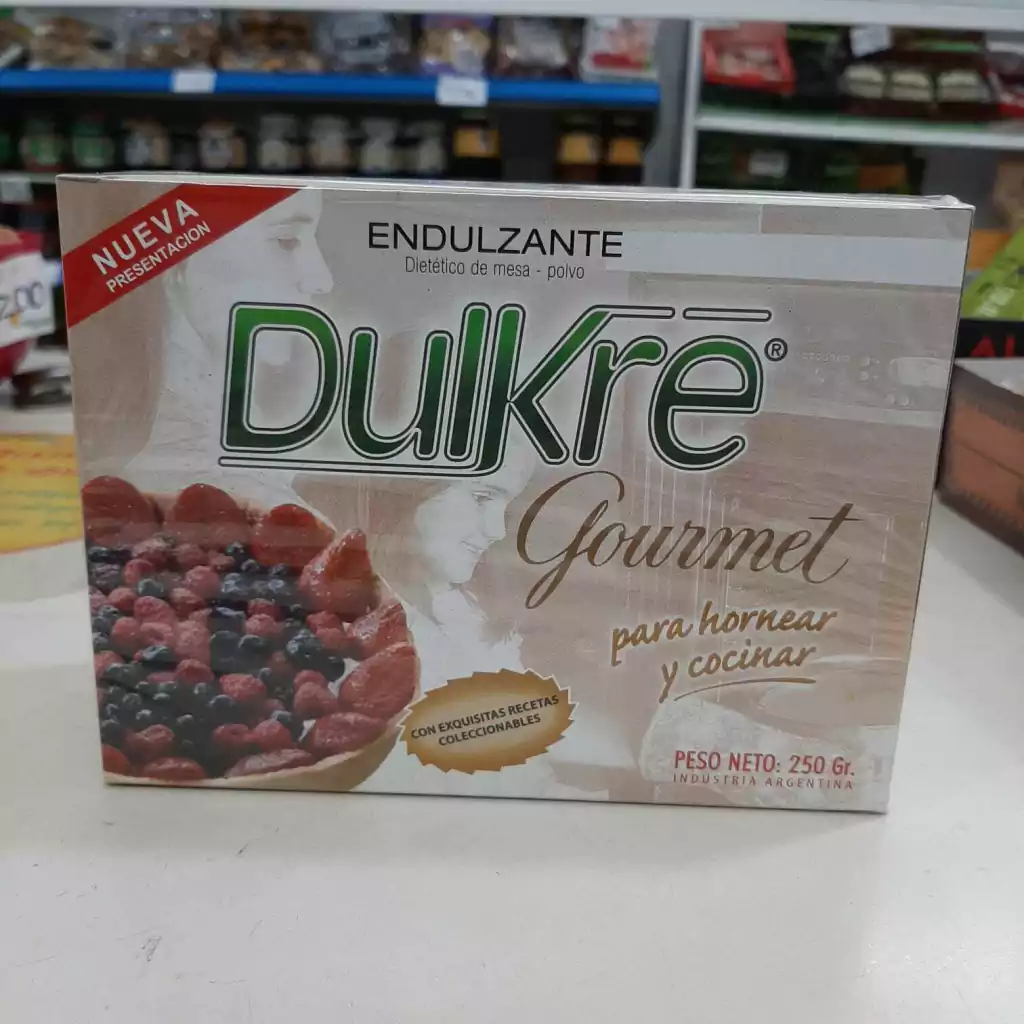 NUEVA
PRESENTACION
ENDULZANTE
Dietético de mesa - polvo
Dulkre®
Gourmet
para hornear
y cocinar
CON EXQUISITAS RECETAS
COLECCIONABLES
PESO NETO: 250 Gr.
INDUSTRIA ARGENTINA